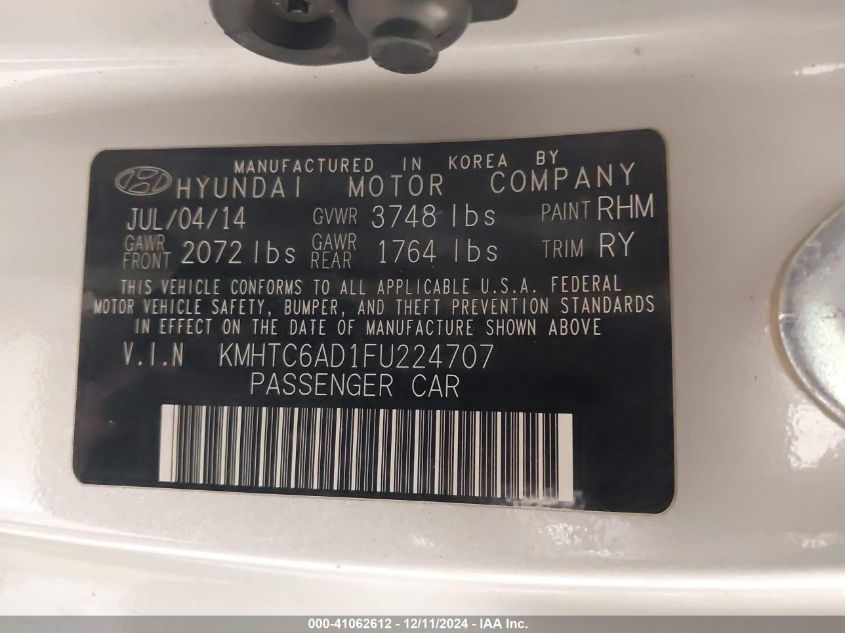 MANUFACTURED IN KOREA BY
HYUNDAI MOTOR COMPANY
JUL/04/14 GVWR 3748 lbs PAINT RHM
GAWR FRONT 2072 lbs GAWR REAR 1764 lbs TRIM RY
THIS VEHICLE CONFORMS TO ALL APPLICABLE U.S.A. FEDERAL
MOTOR VEHICLE SAFETY, BUMPER, AND THEFT PREVENTION STANDARDS
IN EFFECT ON THE DATE OF MANUFACTURE SHOWN ABOVE
V.I.N KMHTC6AD1FU224707
PASSENGER CAR
000-41062612 - 12/11/2024 - IAA Inc.